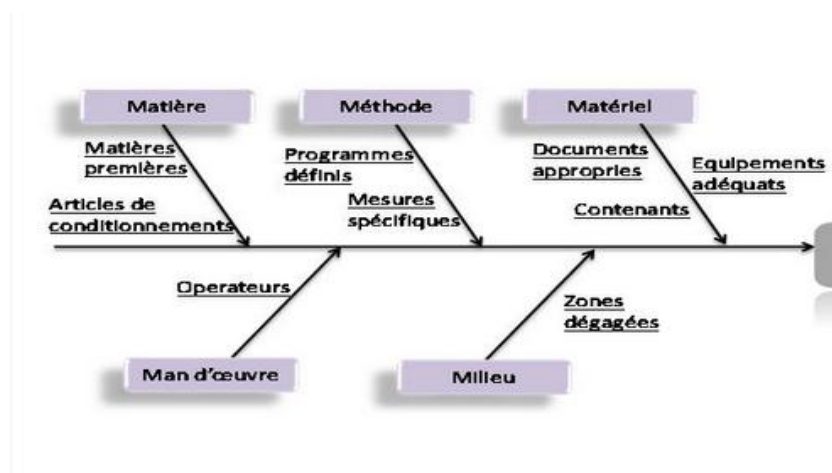 Matière
Méthode
Matériel
Matières
premières
Articles de
conditionnements
Programmes
définis
Mesures
spécifiques
Documents
appropries
Contenants
Equipements
adéquats
Operateurs
Zones
dégagées
Man d'œuvre
Milieu